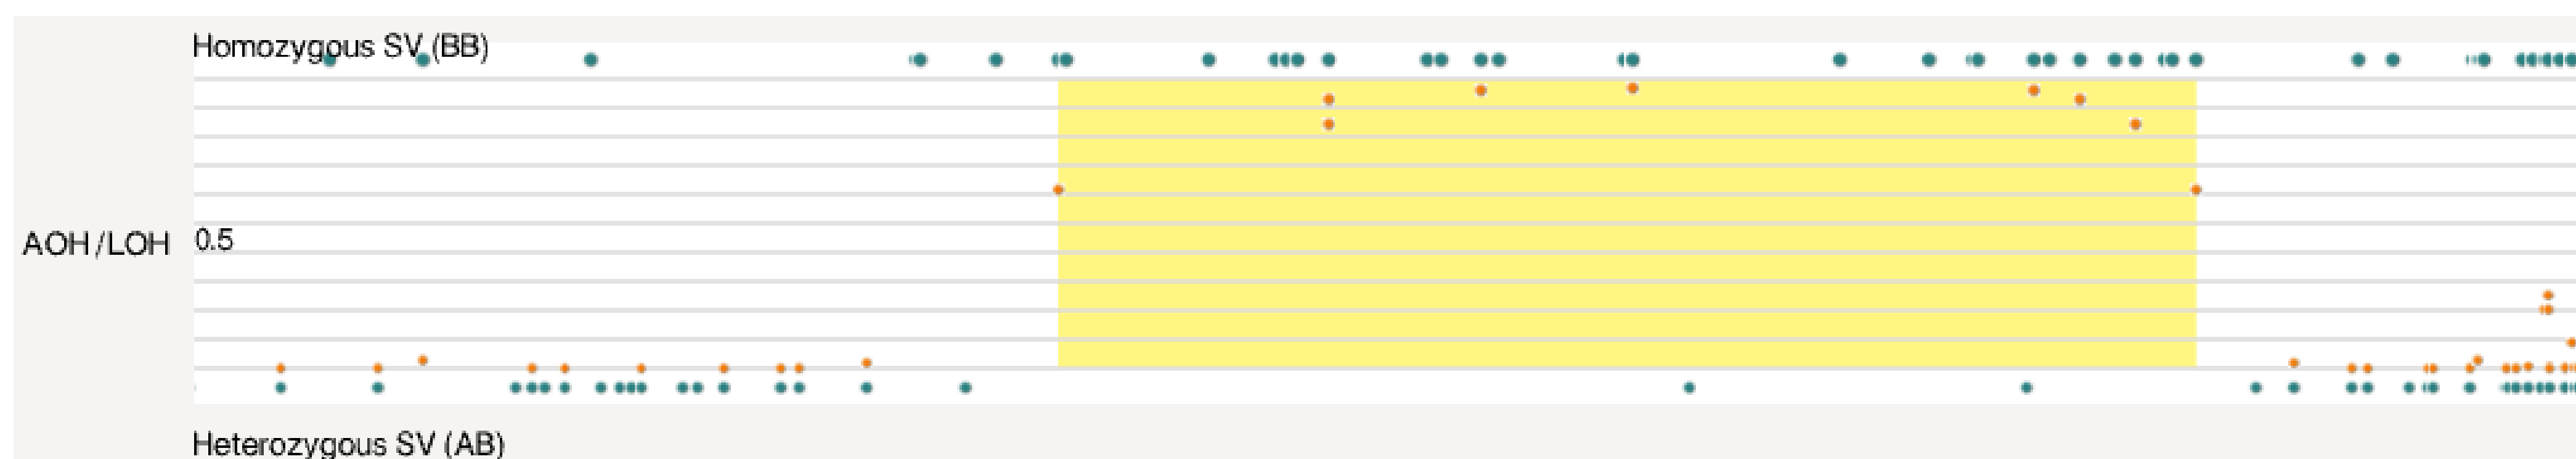 Homozygous SV (BB)
AOH/LOH
0.5
Heterozygous SV (AB)